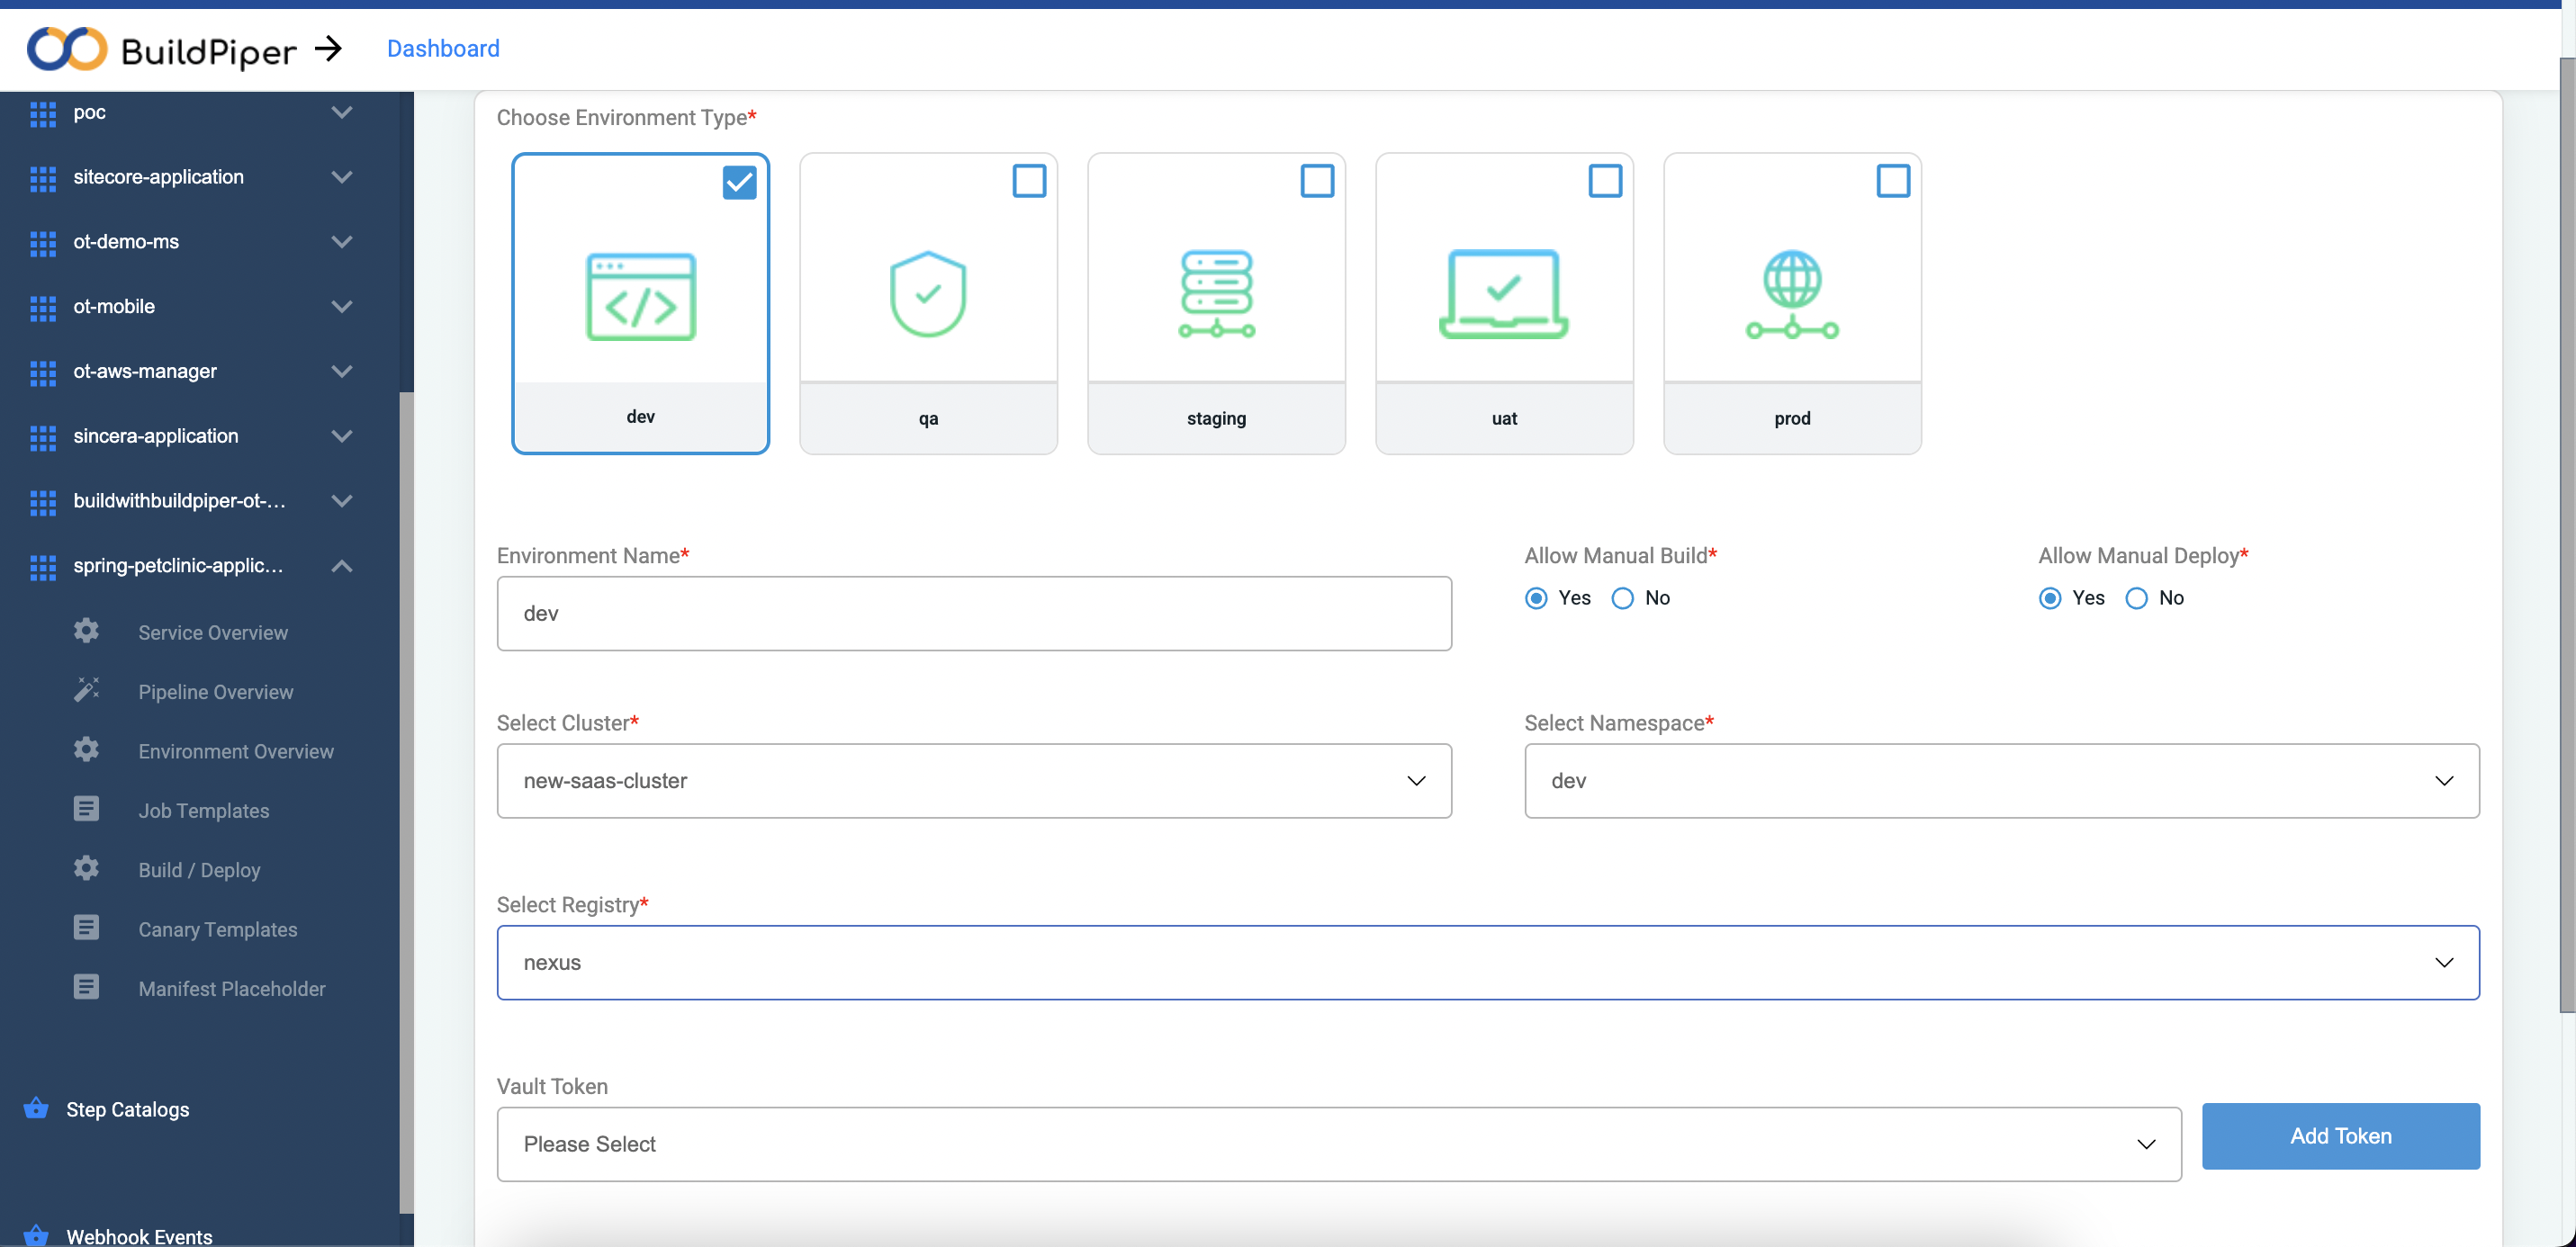 BuildPiper
Dashboard
poc
sitecore-application
ot-demo-ms
ot-mobile
ot-aws-manager
sincera-application
buildwithbuildpiper-ot-...
spring-petclinic-applic...
Service Overview
Pipeline Overview
Environment Overview
Job Templates
Build / Deploy
Canary Templates
Manifest Placeholder
Step Catalogs
Webhook Events
Choose Environment Type*
dev
qa
staging
uat
prod
Environment Name*
dev
Allow Manual Build*
Yes No
Allow Manual Deploy*
Yes No
Select Cluster*
new-saas-cluster
Select Namespace*
dev
Select Registry*
nexus
Vault Token
Please Select
Add Token